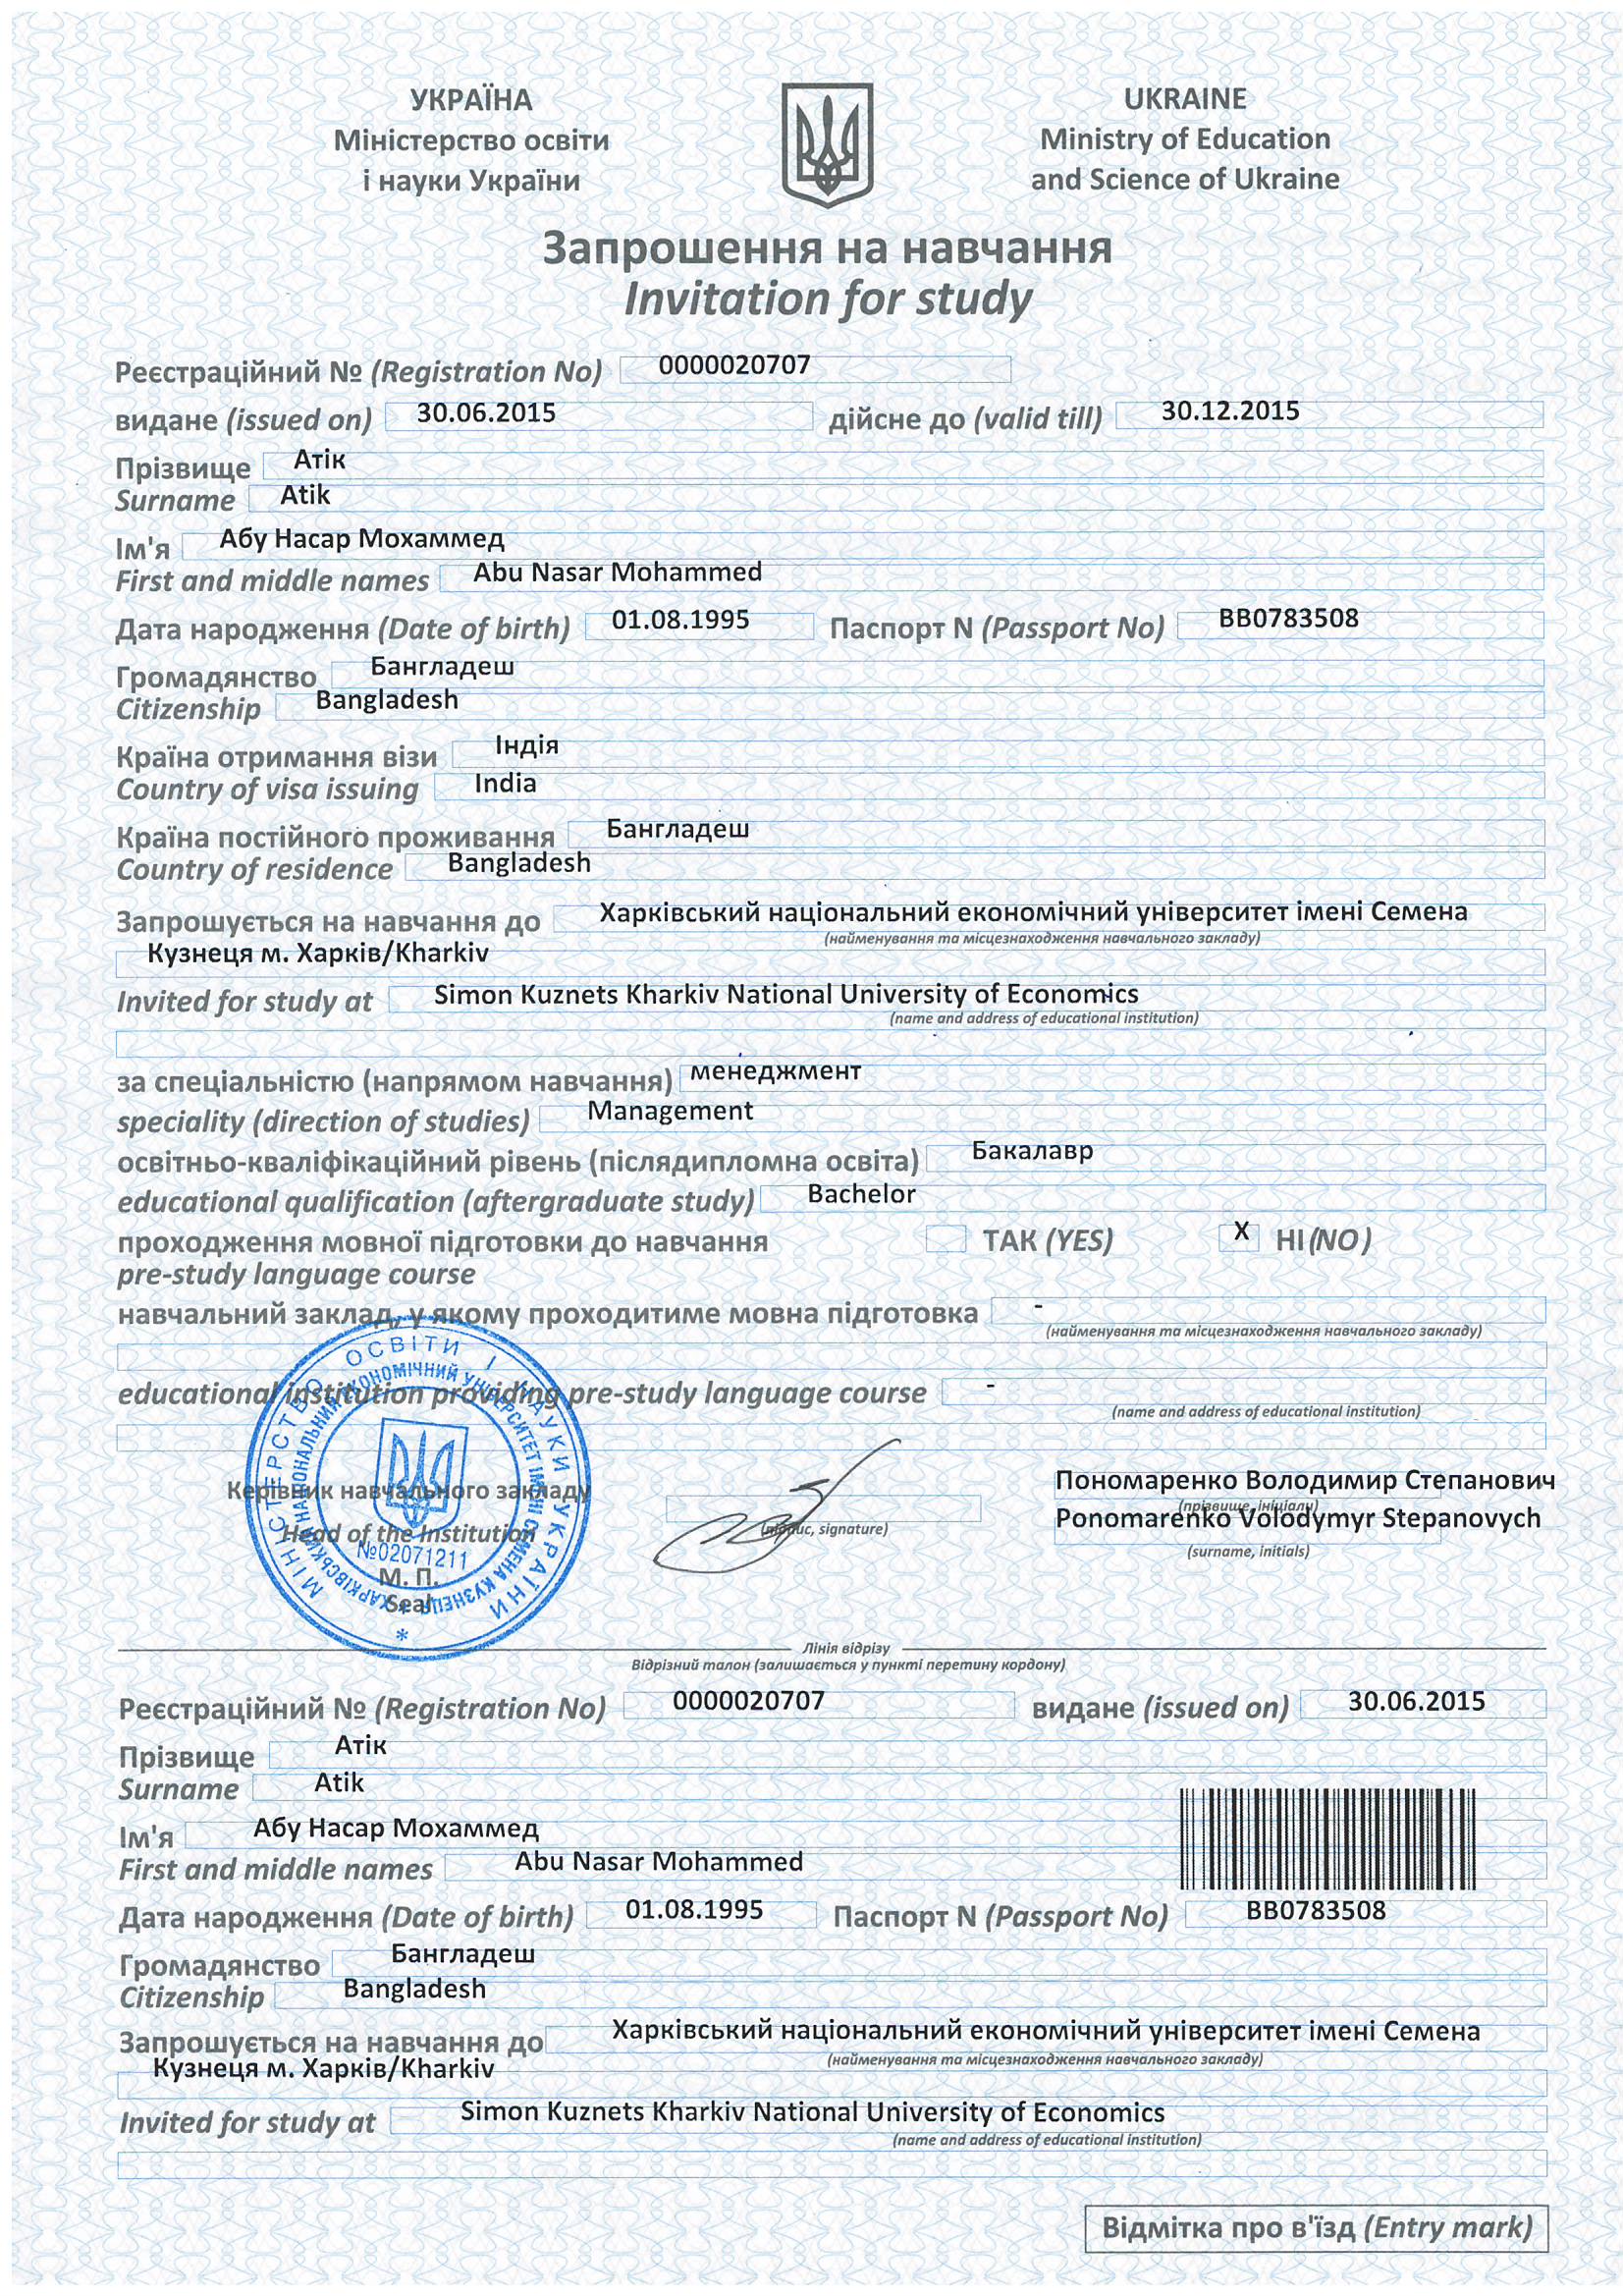 УКРАЇНА
Міністерство освіти
і науки України
UKRAINE
Ministry of Education
and Science of Ukraine
Запрошення на навчання
Invitation for study
Реєстраційний № (Registration No) 0000020707
видане (issued on) 30.06.2015 дійсне до (valid till) 30.12.2015
Прізвище Атік
Surname Atik
Ім'я Абу Насар Мохаммед
First and middle names Abu Nasar Mohammed
Дата народження (Date of birth) 01.08.1995 Паспорт N (Passport No) BB0783508
Громадянство Бангладеш
Citizenship Bangladesh
Країна отримання візи Індія
Country of visa issuing India
Країна постійного проживання Бангладеш
Country of residence Bangladesh
Запрошується на навчання до Харківський національний економічний університет імені Семена
(найменування та місцезнаходження навчального закладу)
Кузнеця м. Харків/Kharkiv
Invited for study at Simon Kuznets Kharkiv National University of Economics
(name and address of educational institution)
за спеціальністю (напрямом навчання) менеджмент
speciality (direction of studies) Management
освітньо-кваліфікаційний рівень (післядипломна освіта) Бакалавр
educational qualification (aftergraduate study) Bachelor
проходження мовної підготовки до навчання ТАК (YES) X НІ (NO)
pre-study language course
навчальний заклад, у якому проходитиме мовна підготовка -
(найменування та місцезнаходження навчального закладу)
educational institution providing pre-study language course -
(name and address of educational institution)
МІНІСТЕРСТВО ОСВІТИ І НАУКИ УКРАЇНИ
ХАРКІВСЬКИЙ НАЦІОНАЛЬНИЙ ЕКОНОМІЧНИЙ УНІВЕРСИТЕТ ІМЕНІ СЕМЕНА КУЗНЕЦЯ
№02071211
Керівник навчального закладу
Head of the Institution
М. П.
Seal
(підпис, signature)
Пономаренко Володимир Степанович
(прізвище, ініціали)
Ponomarenko Volodymyr Stepanovych
(surname, initials)
Лінія відрізу
Відрізний талон (залишається у пункті перетину кордону)
Реєстраційний № (Registration No) 0000020707 видане (issued on) 30.06.2015
Прізвище Атік
Surname Atik
Ім'я Абу Насар Мохаммед
First and middle names Abu Nasar Mohammed
Дата народження (Date of birth) 01.08.1995 Паспорт N (Passport No) BB0783508
Громадянство Бангладеш
Citizenship Bangladesh
Запрошується на навчання до Харківський національний економічний університет імені Семена
(найменування та місцезнаходження навчального закладу)
Кузнеця м. Харків/Kharkiv
Invited for study at Simon Kuznets Kharkiv National University of Economics
(name and address of educational institution)
Відмітка про в'їзд (Entry mark)